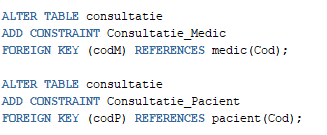 ALTER TABLE consultatie
ADD CONSTRAINT Consultatie_Medic
FOREIGN KEY (codM) REFERENCES medic(Cod);
ALTER TABLE consultatie
ADD CONSTRAINT Consultatie_Pacient
FOREIGN KEY (codP) REFERENCES pacient(Cod);